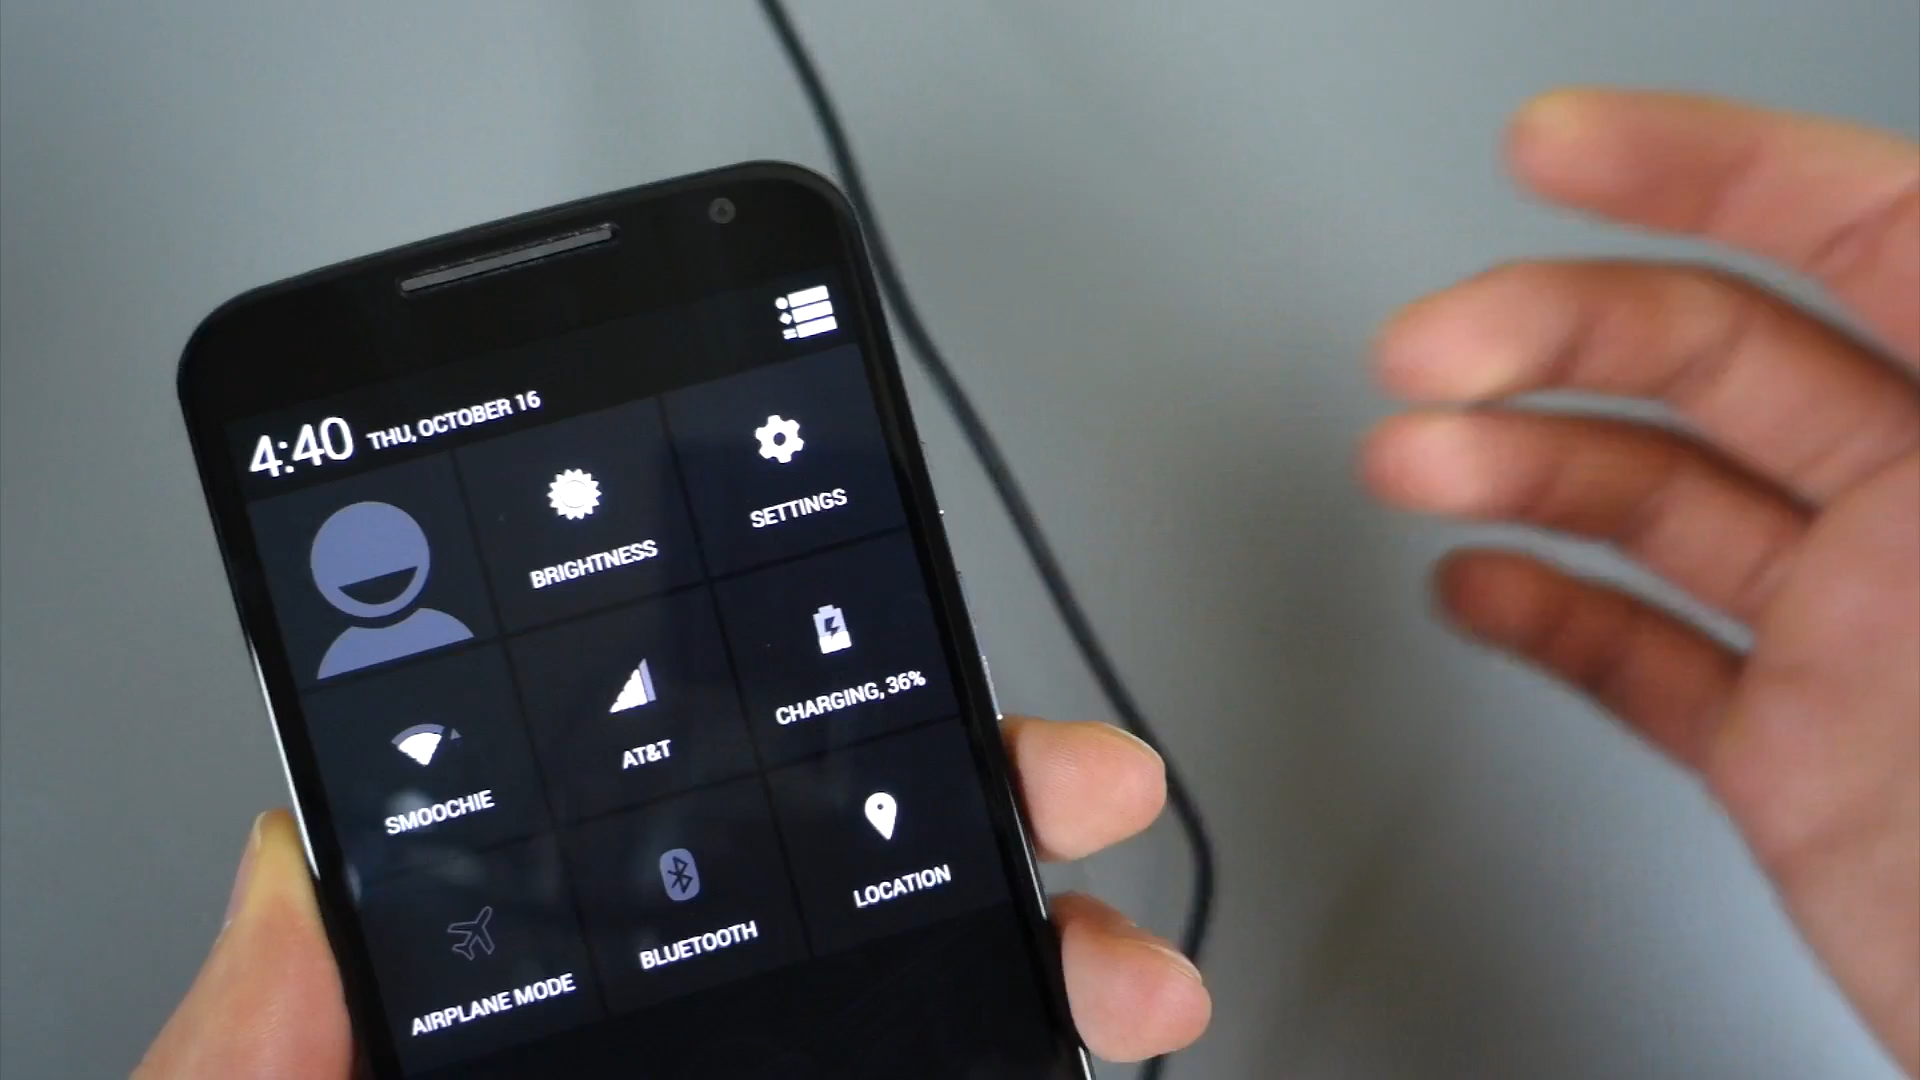 4:40 THU, OCTOBER 16
BRIGHTNESS
SETTINGS
SMOOCHIE
AT&T
CHARGING, 36%
AIRPLANE MODE
BLUETOOTH
LOCATION